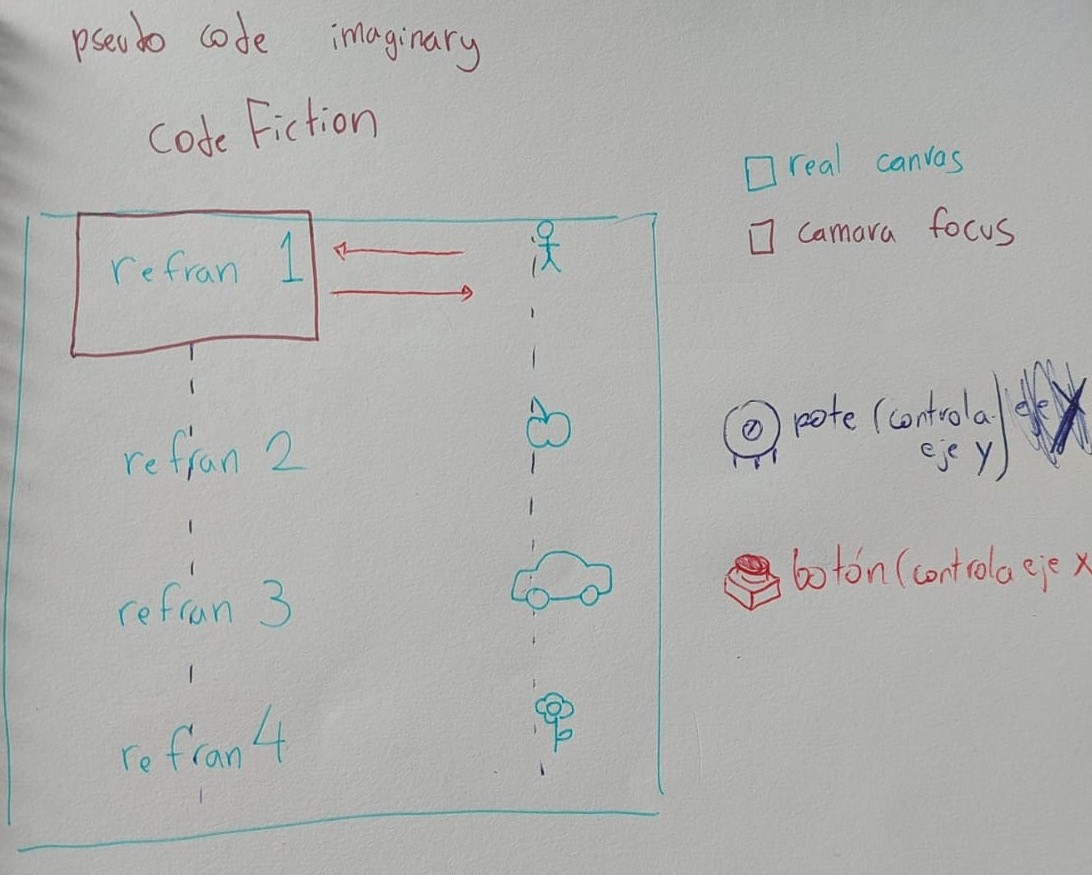 pseudo code imaginary
code Fiction
real canvas
camara focus
refran 1
refran 2
refran 3
refran 4
pote (controla
eje y)
botón (controla eje x